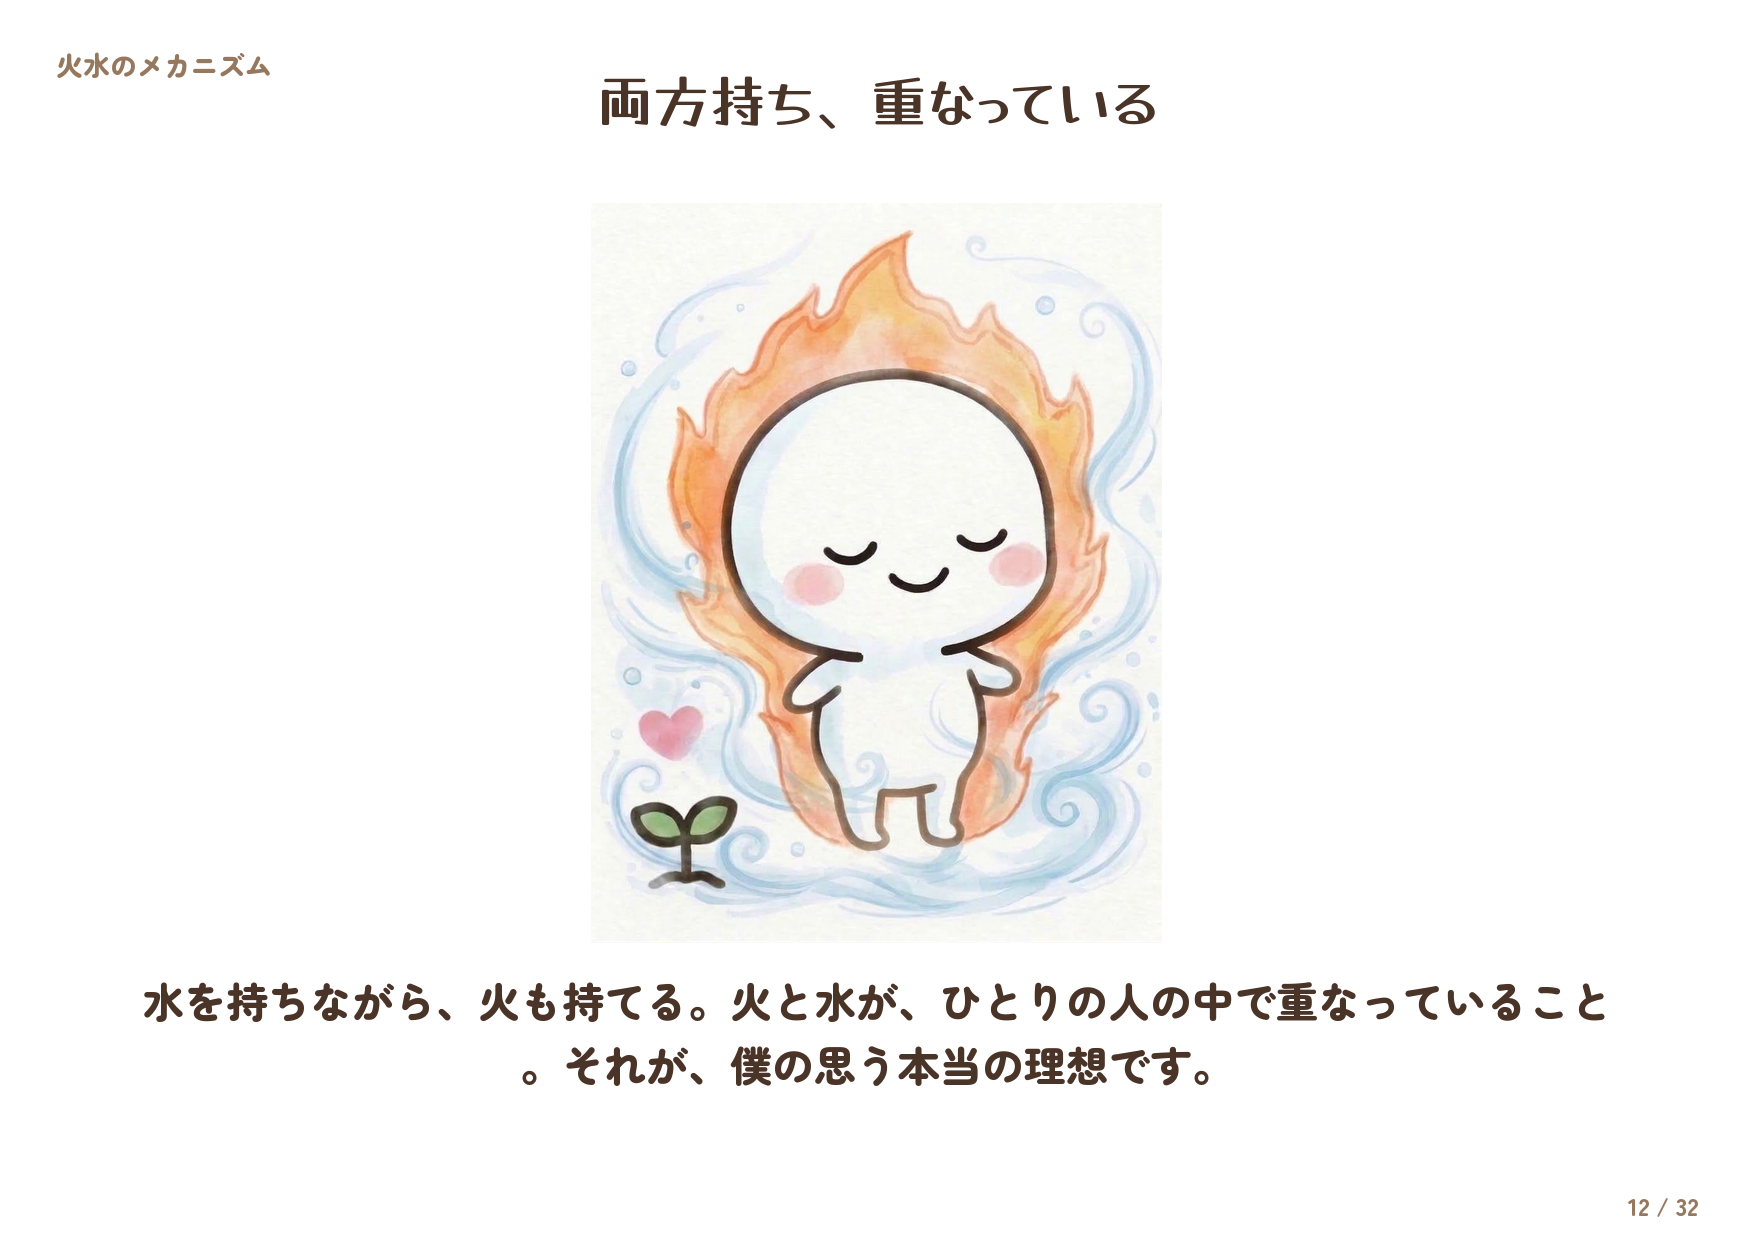 火水のメカニズム
両方持ち、重なっている
水を持ちながら、火も持てる。火と水が、ひとりの人の中で重なっていること
。それが、僕の思う本当の理想です。
12 / 32